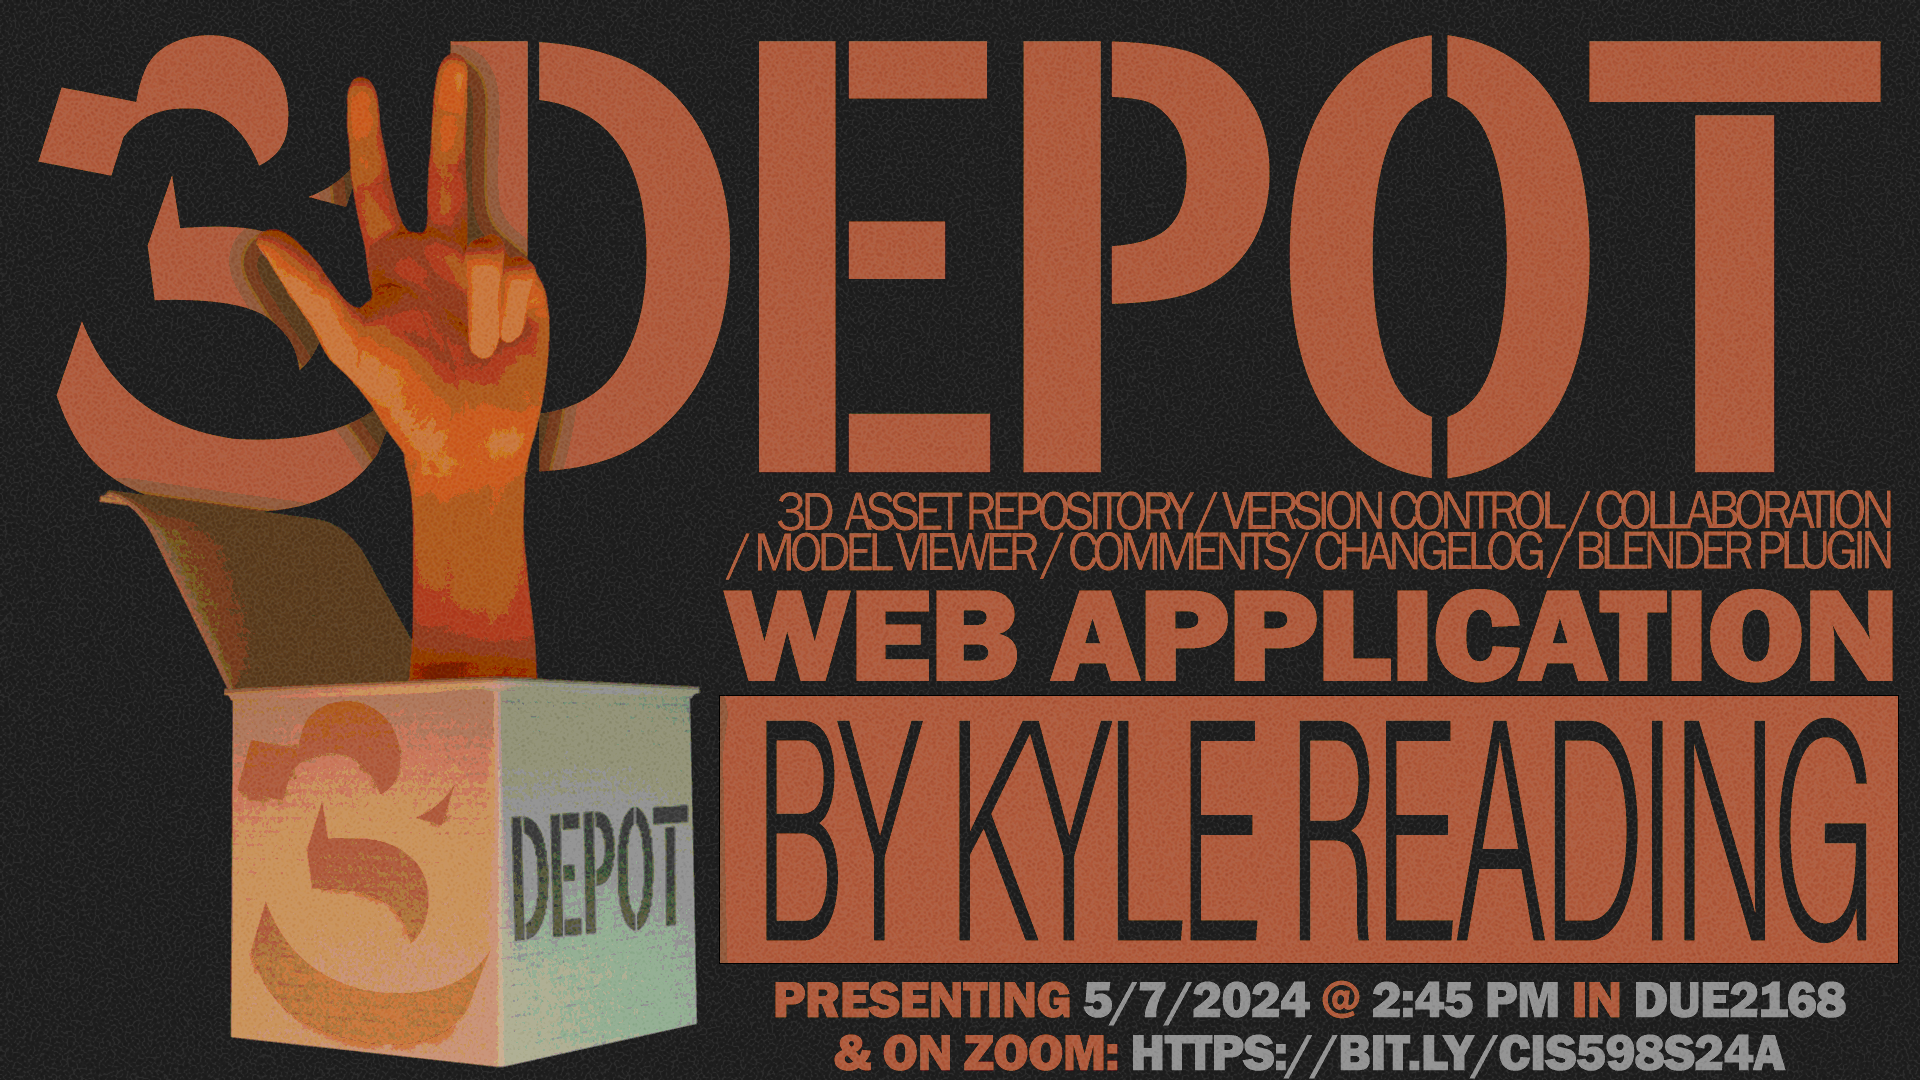 3DEPOT
3D ASSET REPOSITORY / VERSION CONTROL / COLLABORATION
/ MODEL VIEWER / COMMENTS / CHANGELOG / BLENDER PLUGIN
WEB APPLICATION
BY KYLE READING
3
DEPOT
PRESENTING 5/7/2024 @ 2:45 PM IN DUE2168
& ON ZOOM: HTTPS://BIT.LY/CIS598S24A